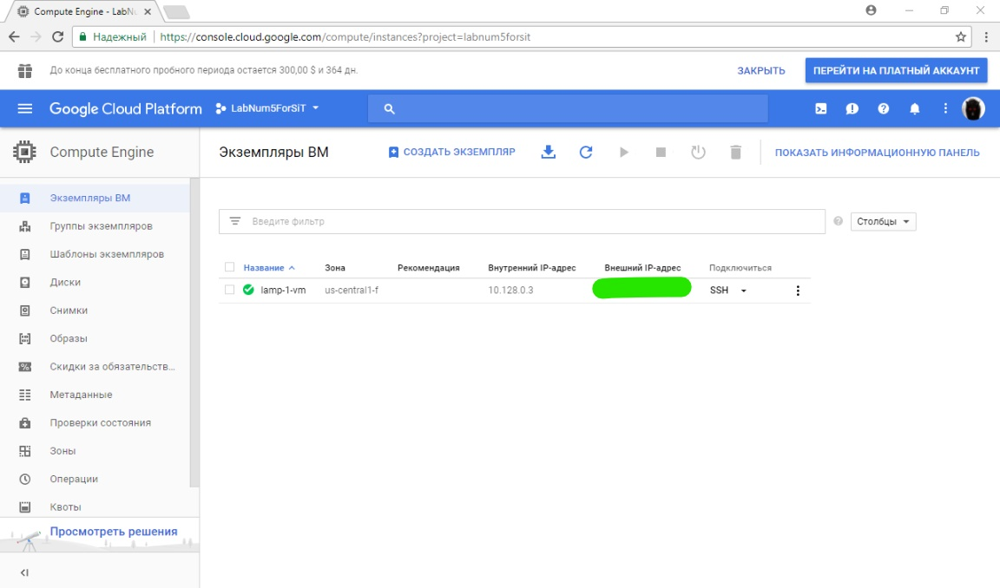 Compute Engine - LabNu
Надежный https://console.cloud.google.com/compute/instances?project=labnum5forsit
До конца бесплатного пробного периода остается 300,00 $ и 364 дн. ЗАКРЫТЬ ПЕРЕЙТИ НА ПЛАТНЫЙ АККАУНТ
Google Cloud Platform LabNum5ForSiT
Compute Engine Экземпляры ВМ СОЗДАТЬ ЭКЗЕМПЛЯР ПОКАЗАТЬ ИНФОРМАЦИОННУЮ ПАНЕЛЬ
Экземпляры ВМ
Группы экземпляров
Шаблоны экземпляров
Диски
Снимки
Образы
Скидки за обязательств...
Метаданные
Проверки состояния
Зоны
Операции
Квоты
Просмотреть решения
Введите фильтр Столбцы
Название Зона Рекомендация Внутренний IP-адрес Внешний IP-адрес Подключиться
lamp-1-vm us-central1-f 10.128.0.3 SSH